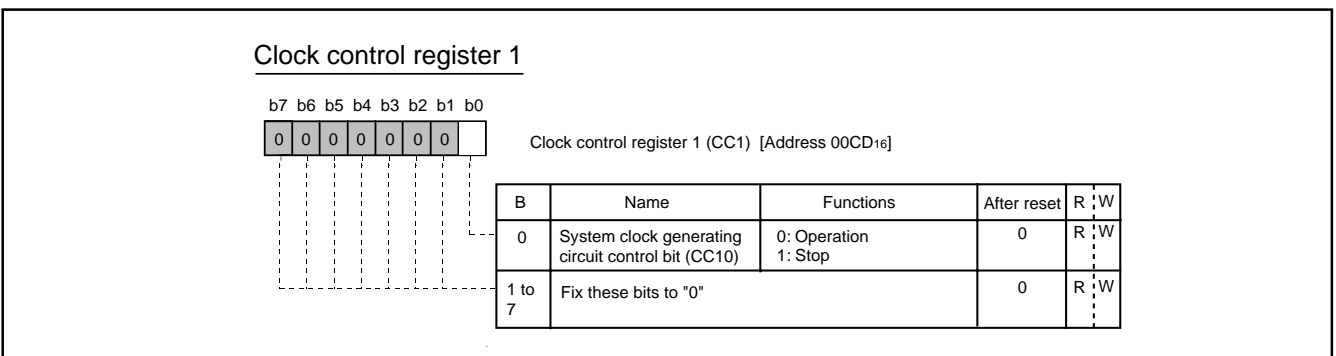 Clock control register 1
b7 b6 b5 b4 b3 b2 b1 b0
0 0 0 0 0 0 0
Clock control register 1 (CC1) [Address 00CD16]
B Name Functions After reset R W
0 System clock generating circuit control bit (CC10) 0: Operation 1: Stop 0 R W
1 to 7 Fix these bits to "0" 0 R W